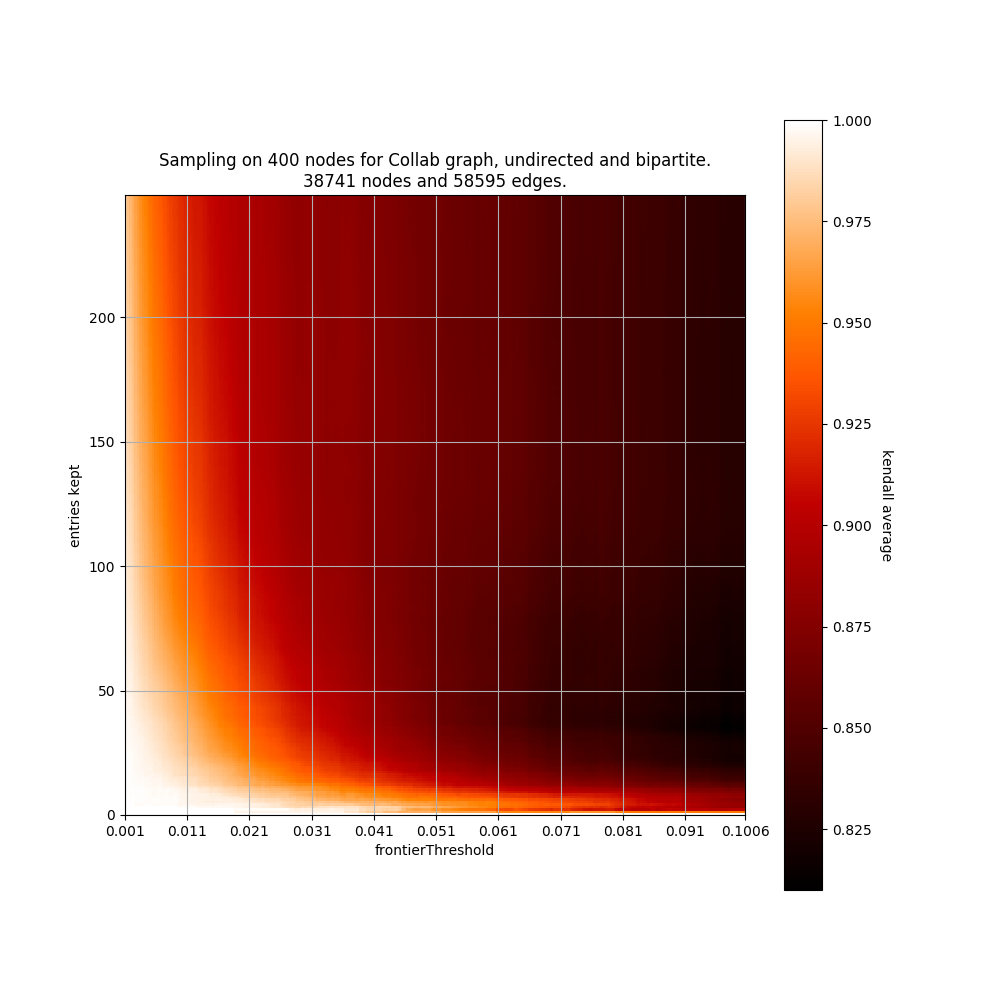 Sampling on 400 nodes for Collab graph, undirected and bipartite.
38741 nodes and 58595 edges.
entries kept
200
150
100
50
0
0.001 0.011 0.021 0.031 0.041 0.051 0.061 0.071 0.081 0.091 0.1006
frontierThreshold
1.000
0.975
0.950
0.925
0.900
0.875
0.850
0.825
kendall average